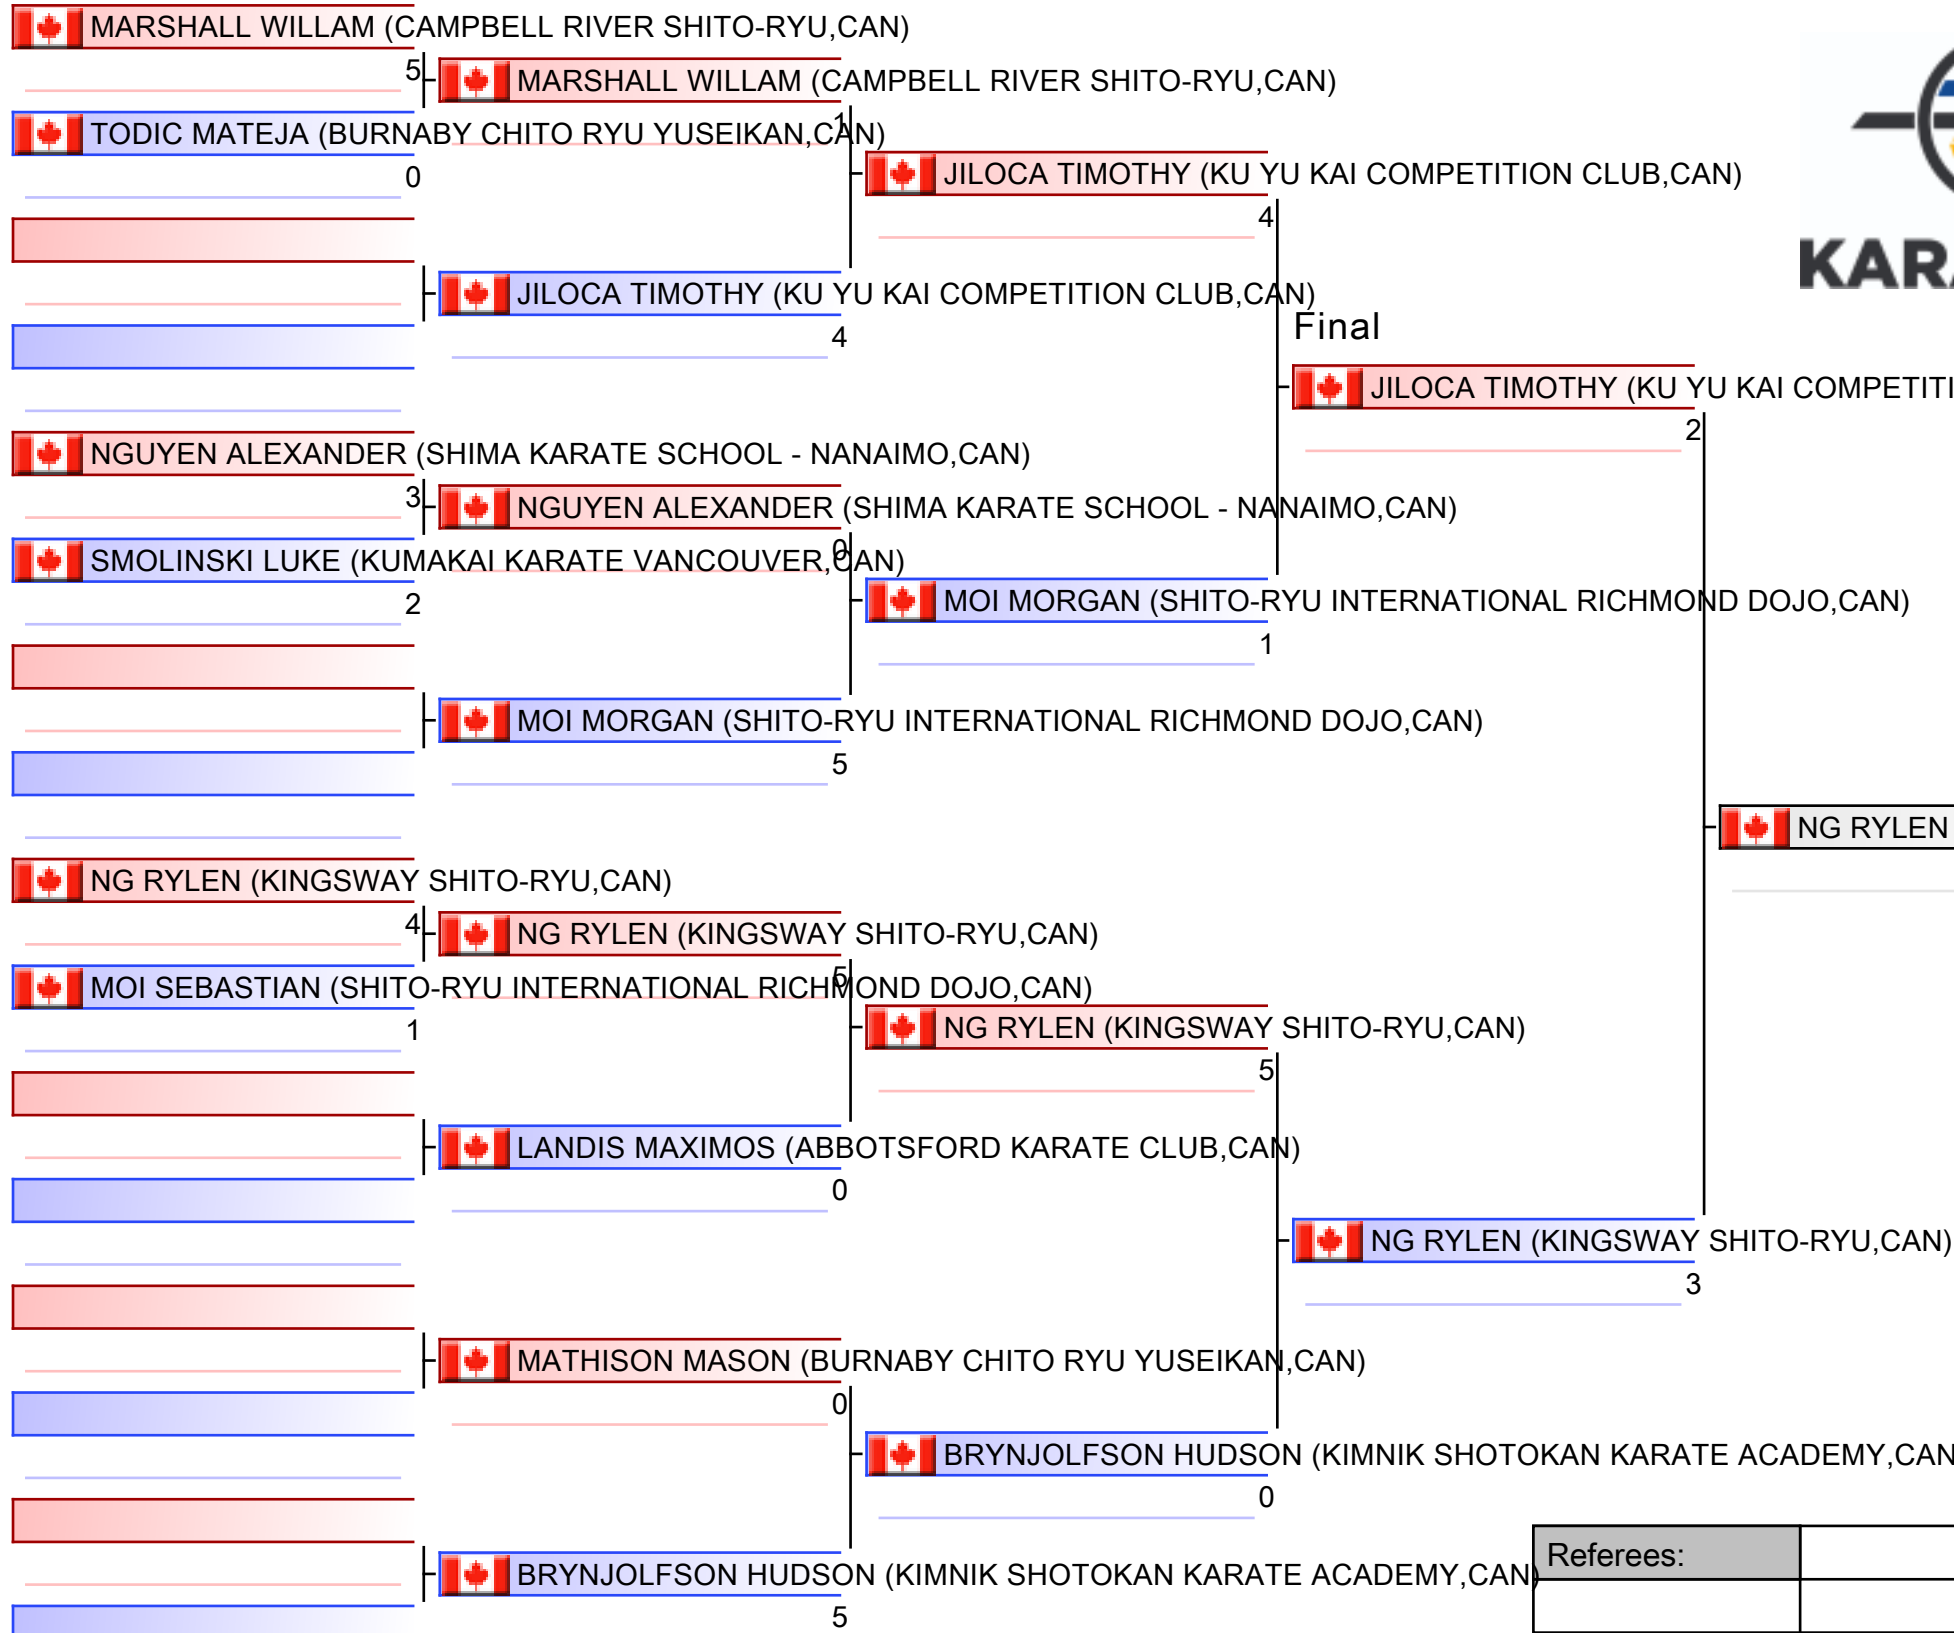 MARSHALL WILLAM (CAMPBELL RIVER SHITO-RYU,CAN)
5
MARSHALL WILLAM (CAMPBELL RIVER SHITO-RYU,CAN)
1
TODIC MATEJA (BURNABY CHITO RYU YUSEIKAN,CAN)
0
JILOCA TIMOTHY (KU YU KAI COMPETITION CLUB,CAN)
4
KARA
JILOCA TIMOTHY (KU YU KAI COMPETITION CLUB,CAN)
4
Final
JILOCA TIMOTHY (KU YU KAI COMPETITI
2
NGUYEN ALEXANDER (SHIMA KARATE SCHOOL - NANAIMO,CAN)
3
NGUYEN ALEXANDER (SHIMA KARATE SCHOOL - NANAIMO,CAN)
0
SMOLINSKI LUKE (KUMAKAI KARATE VANCOUVER,CAN)
2
MOI MORGAN (SHITO-RYU INTERNATIONAL RICHMOND DOJO,CAN)
1
MOI MORGAN (SHITO-RYU INTERNATIONAL RICHMOND DOJO,CAN)
5
NG RYLEN
NG RYLEN (KINGSWAY SHITO-RYU,CAN)
4
NG RYLEN (KINGSWAY SHITO-RYU,CAN)
5
MOI SEBASTIAN (SHITO-RYU INTERNATIONAL RICHMOND DOJO,CAN)
1
NG RYLEN (KINGSWAY SHITO-RYU,CAN)
5
LANDIS MAXIMOS (ABBOTSFORD KARATE CLUB,CAN)
0
NG RYLEN (KINGSWAY SHITO-RYU,CAN)
3
MATHISON MASON (BURNABY CHITO RYU YUSEIKAN,CAN)
0
BRYNJOLFSON HUDSON (KIMNIK SHOTOKAN KARATE ACADEMY,CAN
0
Referees:
BRYNJOLFSON HUDSON (KIMNIK SHOTOKAN KARATE ACADEMY,CAN)
5